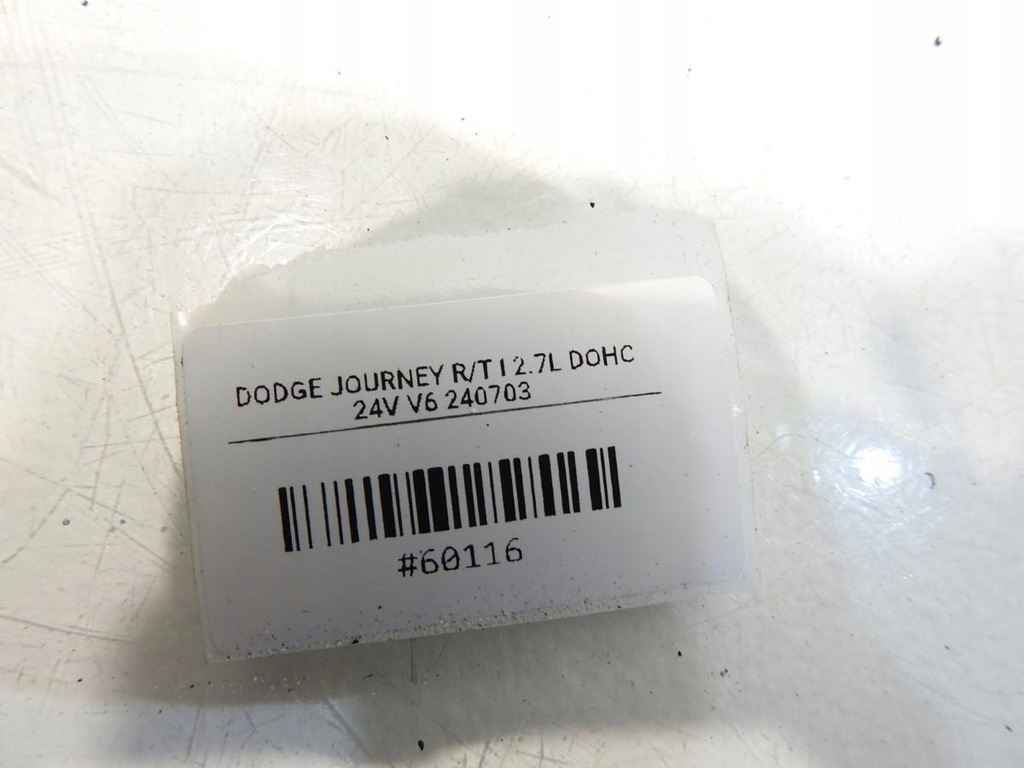 DODGE JOURNEY R/T I 2.7L DOHC
24V V6 240703
#60116